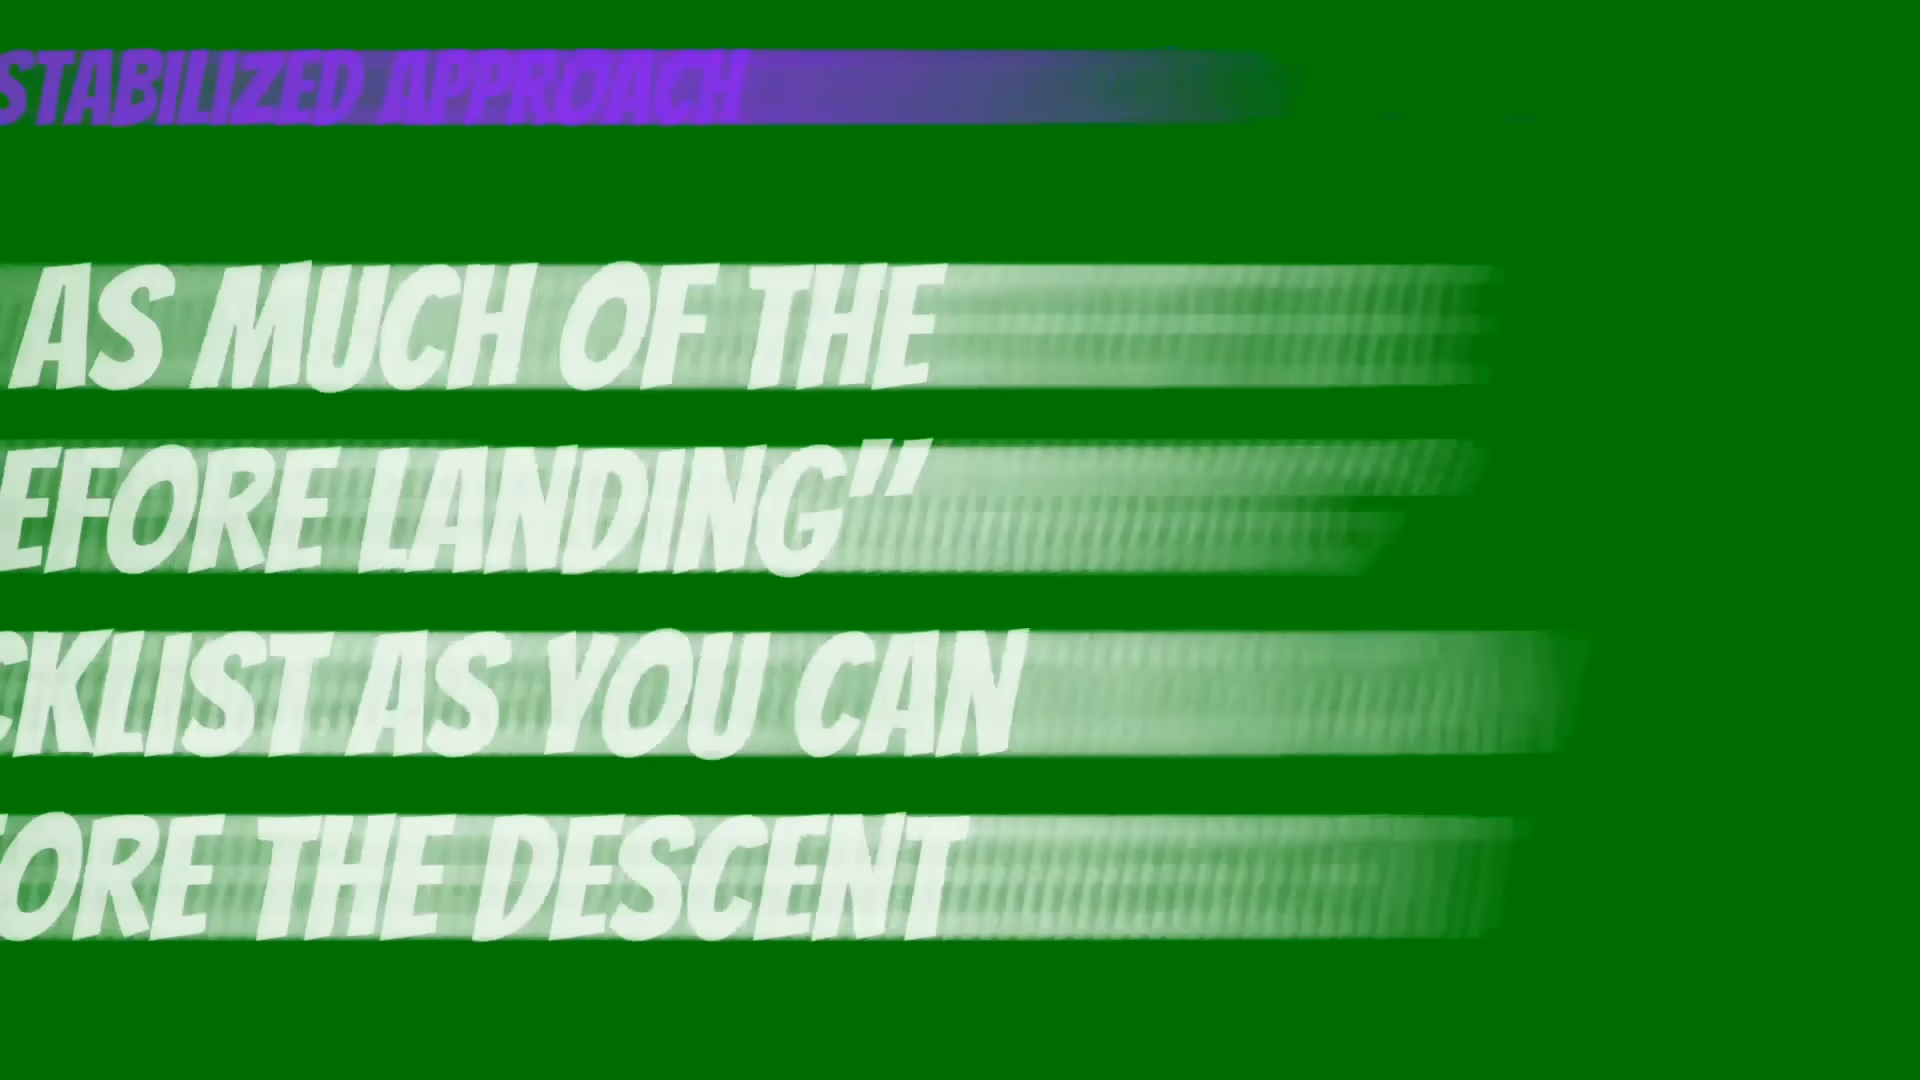 STABILIZED APPROACH
AS MUCH OF THE
EFORE LANDING"
CKLIST AS YOU CAN
ORE THE DESCENT